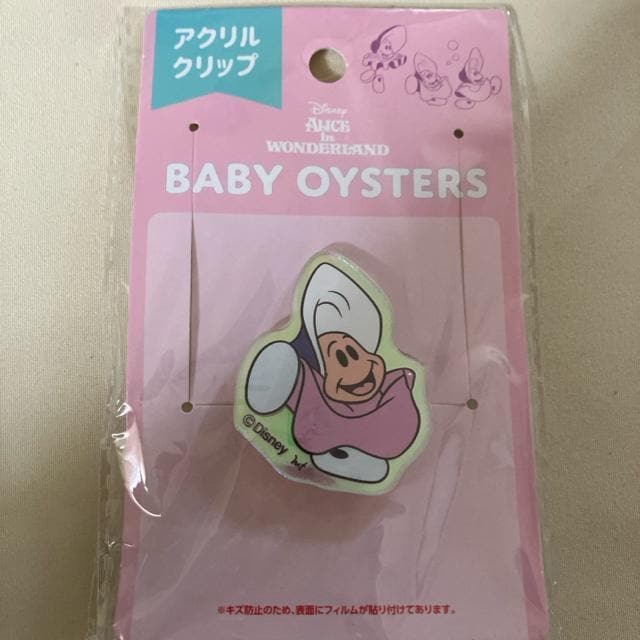 アクリル
クリップ
Disney
ALICE
in
WONDERLAND
BABY OYSTERS
©Disney
※キズ防止のため、表面にフィルムが貼り付けてあります。